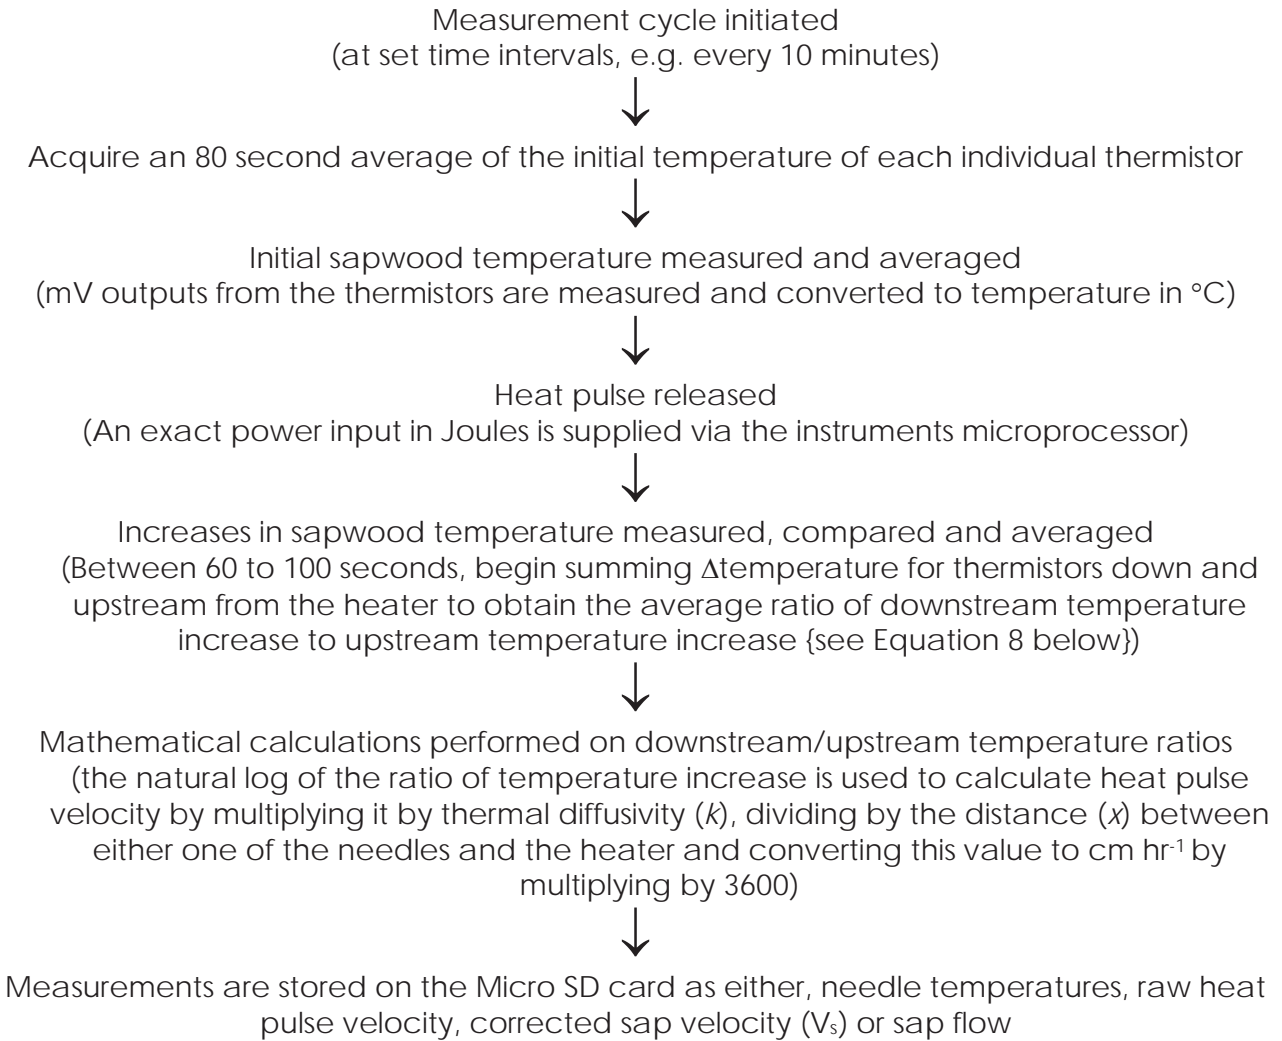 Measurement cycle initiated
(at set time intervals, e.g. every 10 minutes)
Acquire an 80 second average of the initial temperature of each individual thermistor
Initial sapwood temperature measured and averaged
(mV outputs from the thermistors are measured and converted to temperature in °C)
Heat pulse released
(An exact power input in Joules is supplied via the instruments microprocessor)
Increases in sapwood temperature measured, compared and averaged
(Between 60 to 100 seconds, begin summing Δtemperature for thermistors down and
upstream from the heater to obtain the average ratio of downstream temperature
increase to upstream temperature increase {see Equation 8 below})
Mathematical calculations performed on downstream/upstream temperature ratios
(the natural log of the ratio of temperature increase is used to calculate heat pulse
velocity by multiplying it by thermal diffusivity (k), dividing by the distance (x) between
either one of the needles and the heater and converting this value to cm hr⁻¹ by
multiplying by 3600)
Measurements are stored on the Micro SD card as either, needle temperatures, raw heat
pulse velocity, corrected sap velocity (Vₛ) or sap flow